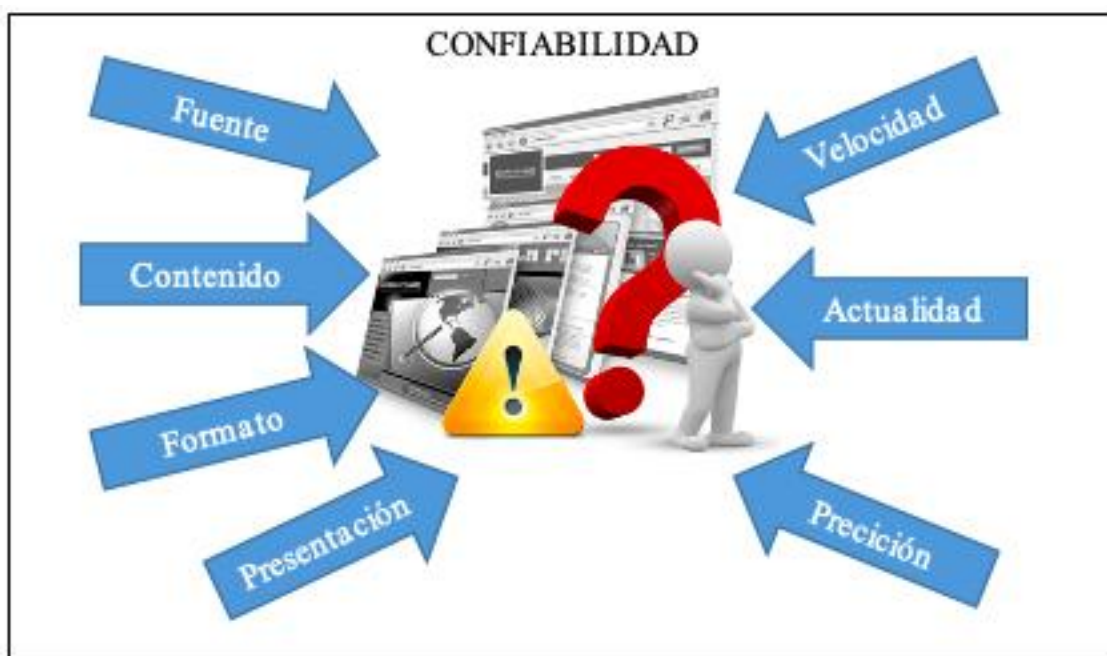 CONFIABILIDAD
Fuente
Velocidad
Contenido
Actualidad
Formato
Presentación
Precición